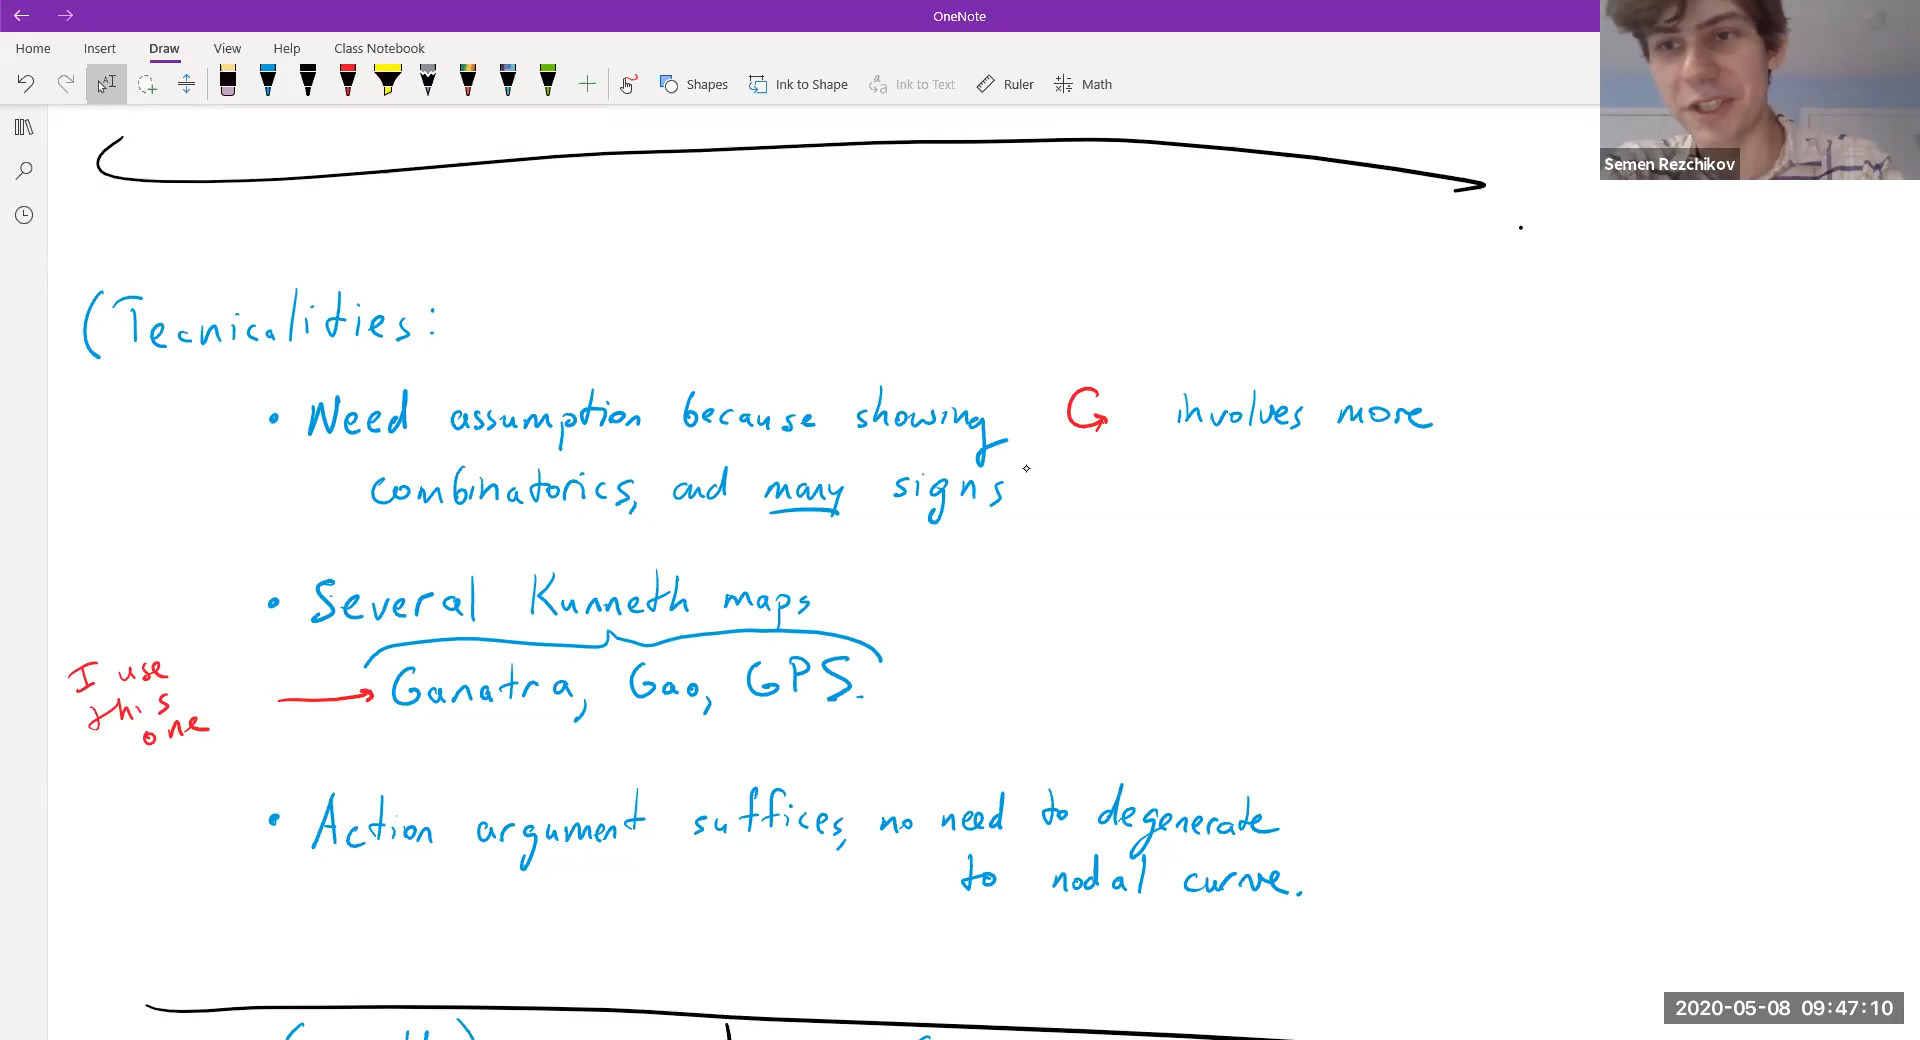 OneNote
Home Insert Draw View Help Class Notebook
Shapes Ink to Shape Ink to Text Ruler Math
Semen Rezchikov
(Tecnicalities:
• Need assumption because showing involves more
combinatorics, and many signs
• Several Kunneth maps
I use
this
one
Ganatra, Gao, GPS.
• Action argument suffices, no need to degenerate
to nodal curve.
2020-05-08 09:47:10